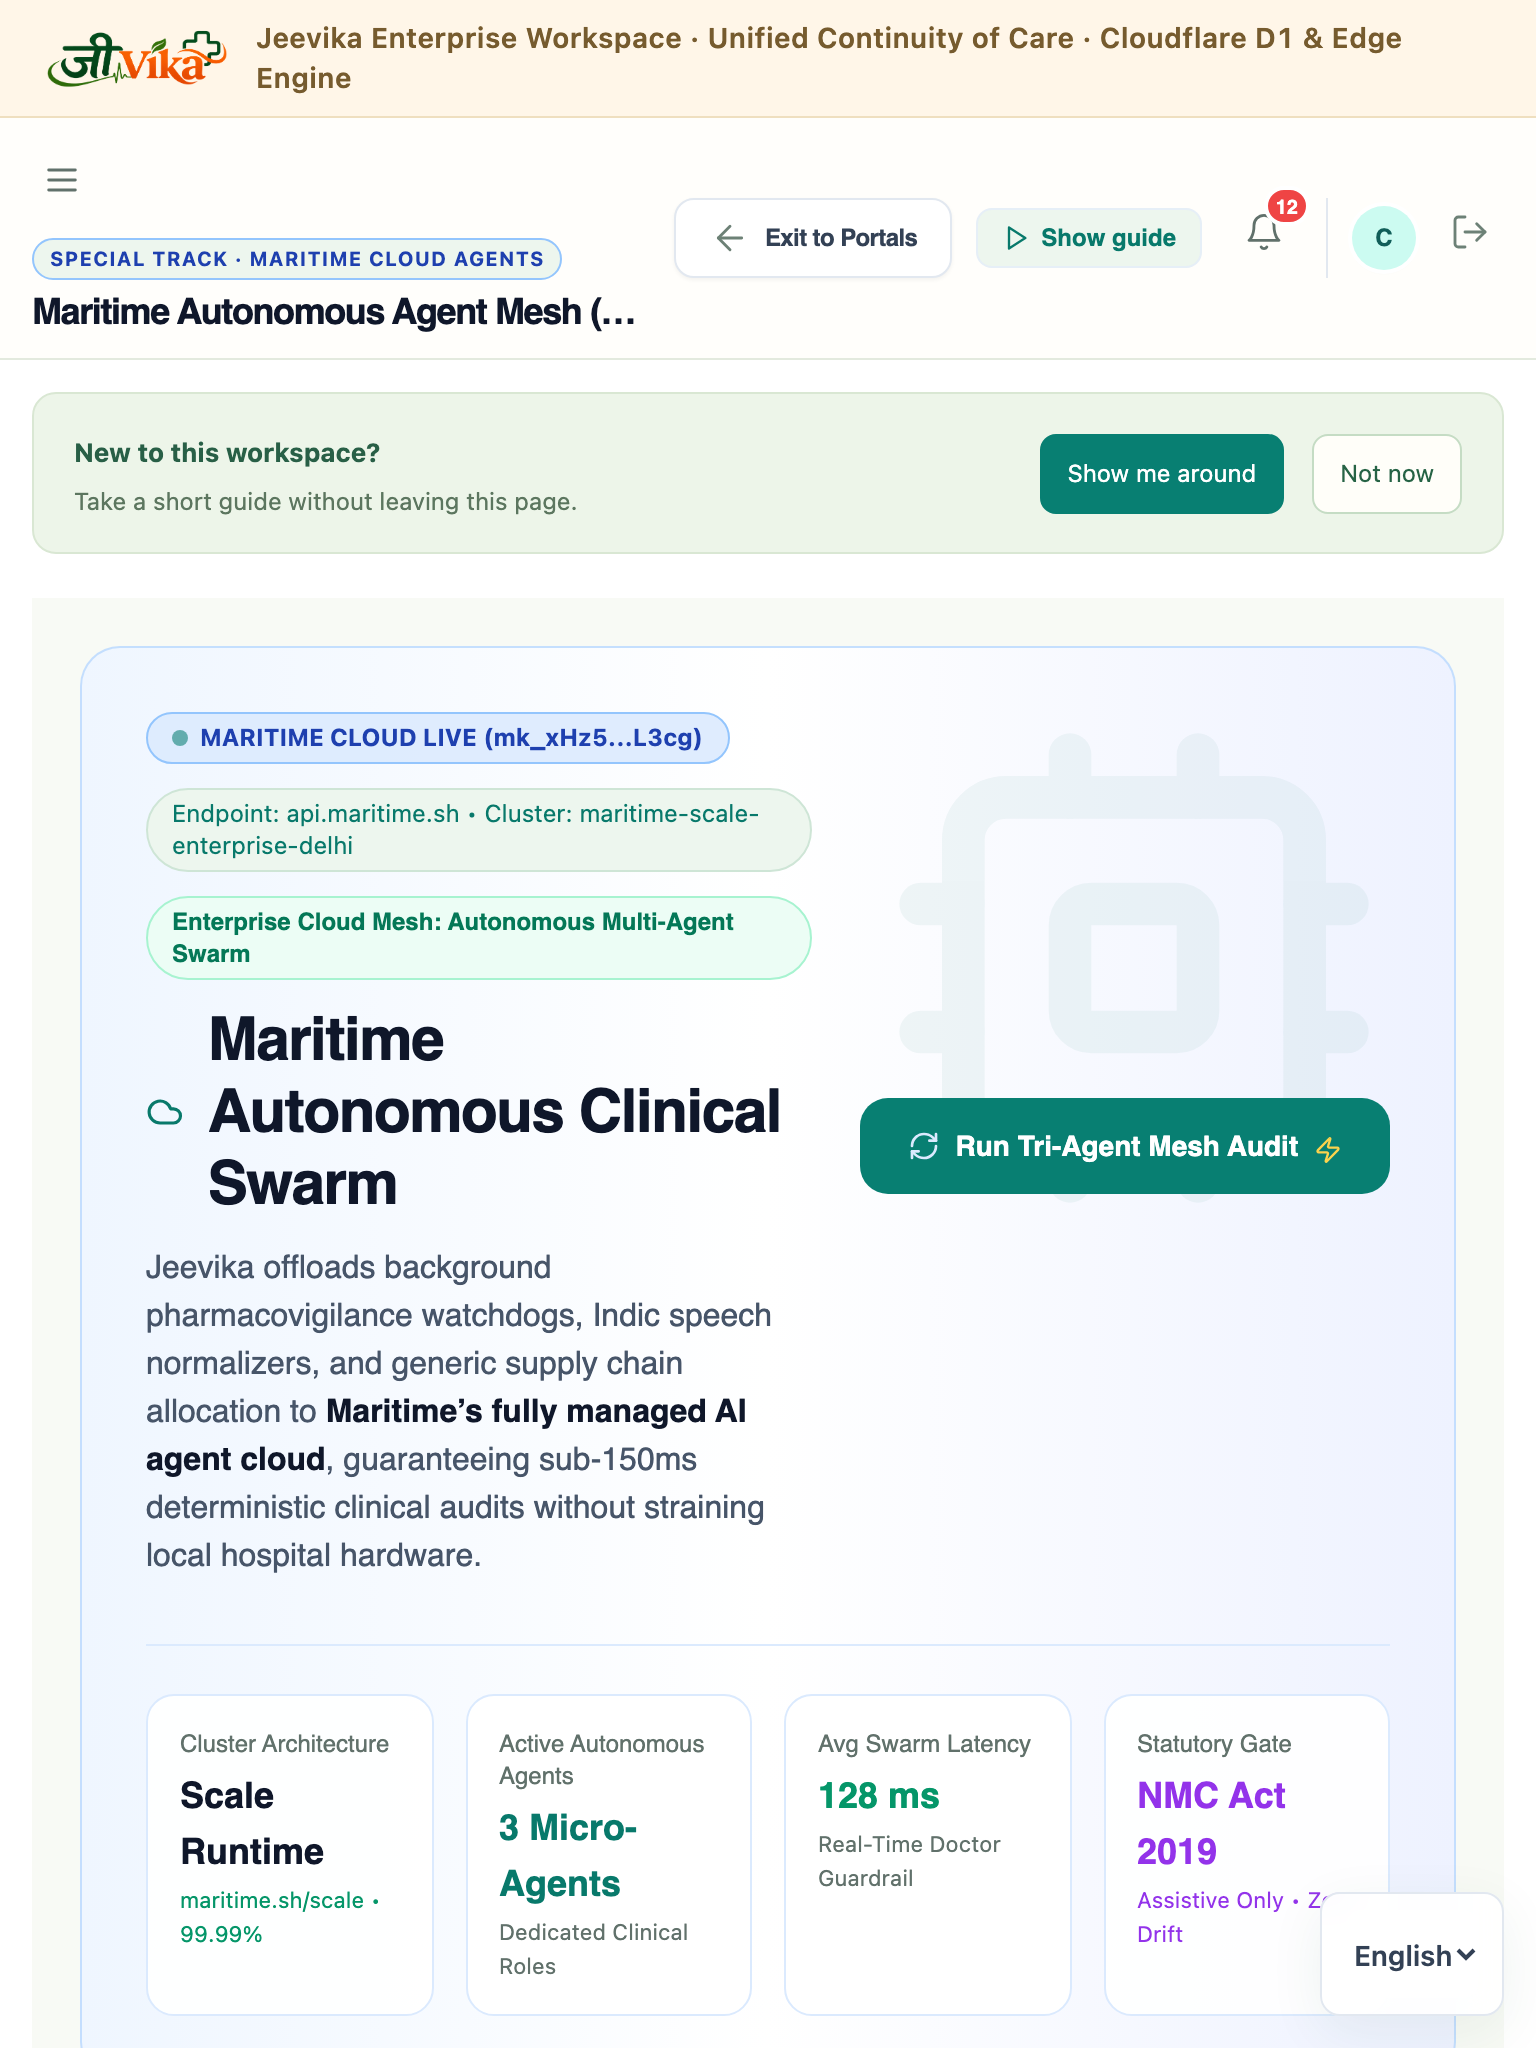 जीvika
Jeevika Enterprise Workspace · Unified Continuity of Care · Cloudflare D1 & Edge
Engine
SPECIAL TRACK · MARITIME CLOUD AGENTS
Maritime Autonomous Agent Mesh (…
Exit to Portals
Show guide
12
C
New to this workspace?
Take a short guide without leaving this page.
Show me around
Not now
MARITIME CLOUD LIVE (mk_xHz5...L3cg)
Endpoint: api.maritime.sh • Cluster: maritime-scale-
enterprise-delhi
Enterprise Cloud Mesh: Autonomous Multi-Agent
Swarm
Maritime
Autonomous Clinical
Swarm
Run Tri-Agent Mesh Audit
Jeevika offloads background
pharmacovigilance watchdogs, Indic speech
normalizers, and generic supply chain
allocation to Maritime’s fully managed AI
agent cloud, guaranteeing sub-150ms
deterministic clinical audits without straining
local hospital hardware.
Cluster Architecture
Scale
Runtime
maritime.sh/scale •
99.99%
Active Autonomous
Agents
3 Micro-
Agents
Dedicated Clinical
Roles
Avg Swarm Latency
128 ms
Real-Time Doctor
Guardrail
Statutory Gate
NMC Act
2019
Assistive Only •
Drift
English